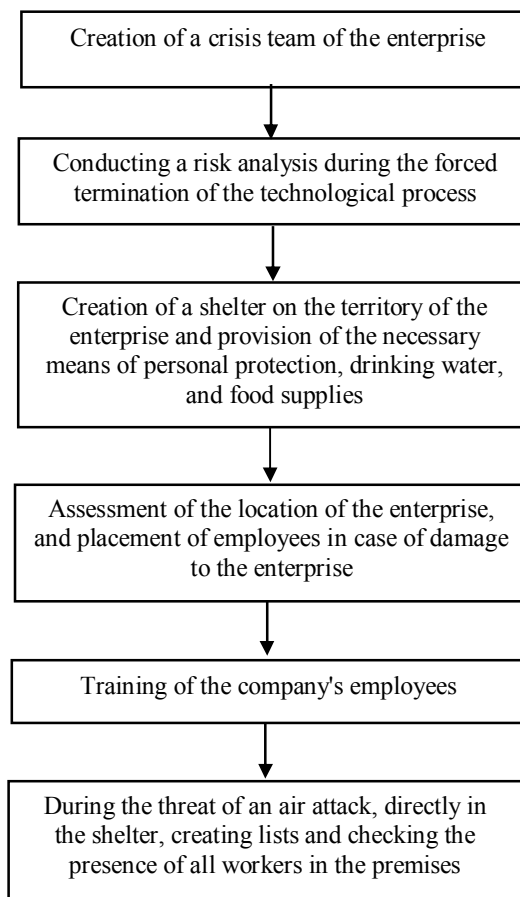 Creation of a crisis team of the enterprise
Conducting a risk analysis during the forced
termination of the technological process
Creation of a shelter on the territory of the
enterprise and provision of the necessary
means of personal protection, drinking water,
and food supplies
Assessment of the location of the enterprise,
and placement of employees in case of damage
to the enterprise
Training of the company's employees
During the threat of an air attack, directly in
the shelter, creating lists and checking the
presence of all workers in the premises